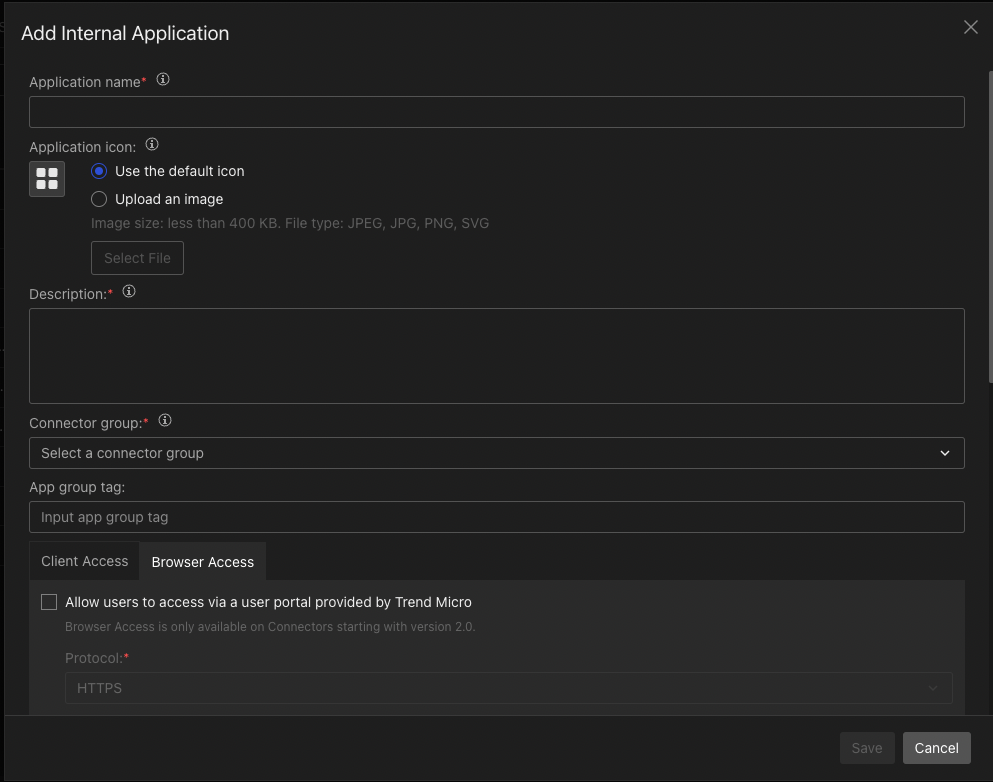 Add Internal Application
Application name*
Application icon:
Use the default icon
Upload an image
Image size: less than 400 KB. File type: JPEG, JPG, PNG, SVG
Select File
Description:*
Connector group:*
Select a connector group
App group tag:
Input app group tag
Client Access Browser Access
Allow users to access via a user portal provided by Trend Micro
Browser Access is only available on Connectors starting with version 2.0.
Protocol:*
HTTPS
Save Cancel